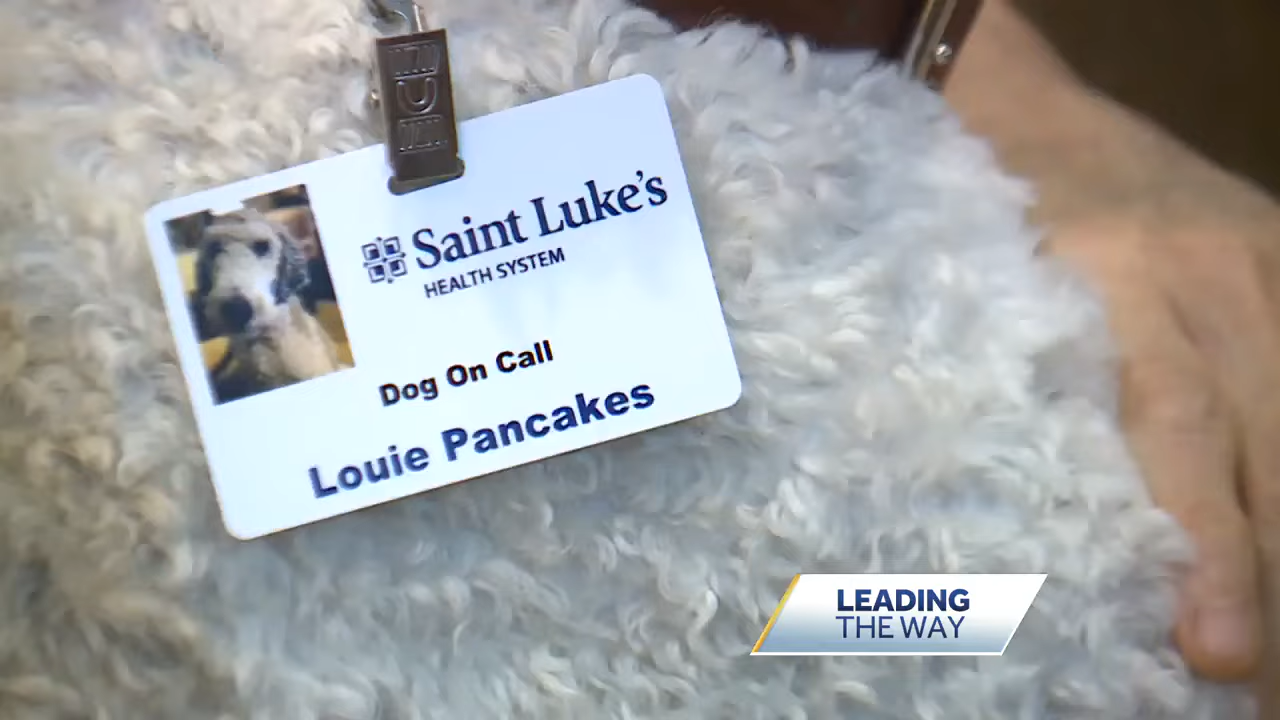 Saint Luke's
HEALTH SYSTEM
Dog On Call
Louie Pancakes
LEADING
THE WAY